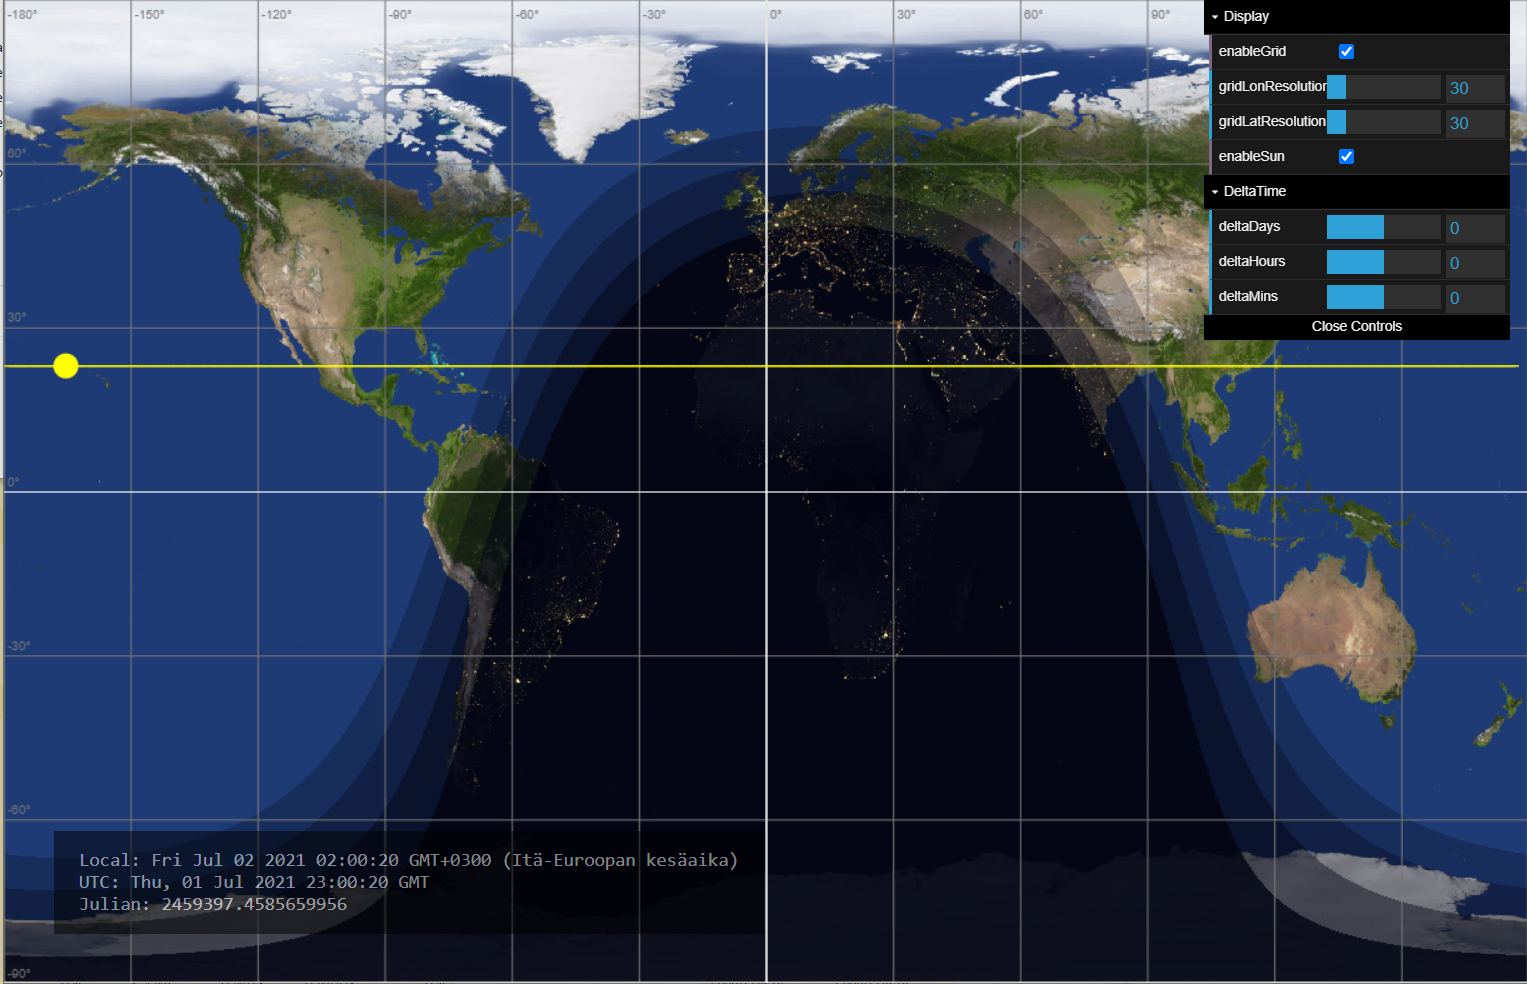 -180° -150° -120° -90° -60° -30° 0° 30° 60° 90°
Display
enableGrid
gridLonResolution 30
gridLatResolution 30
enableSun
DeltaTime
deltaDays 0
deltaHours 0
deltaMins 0
Close Controls
60°
30°
0°
-30°
-60°
-90°
Local: Fri Jul 02 2021 02:00:20 GMT+0300 (Itä-Euroopan kesäaika)
UTC: Thu, 01 Jul 2021 23:00:20 GMT
Julian: 2459397.4585659956